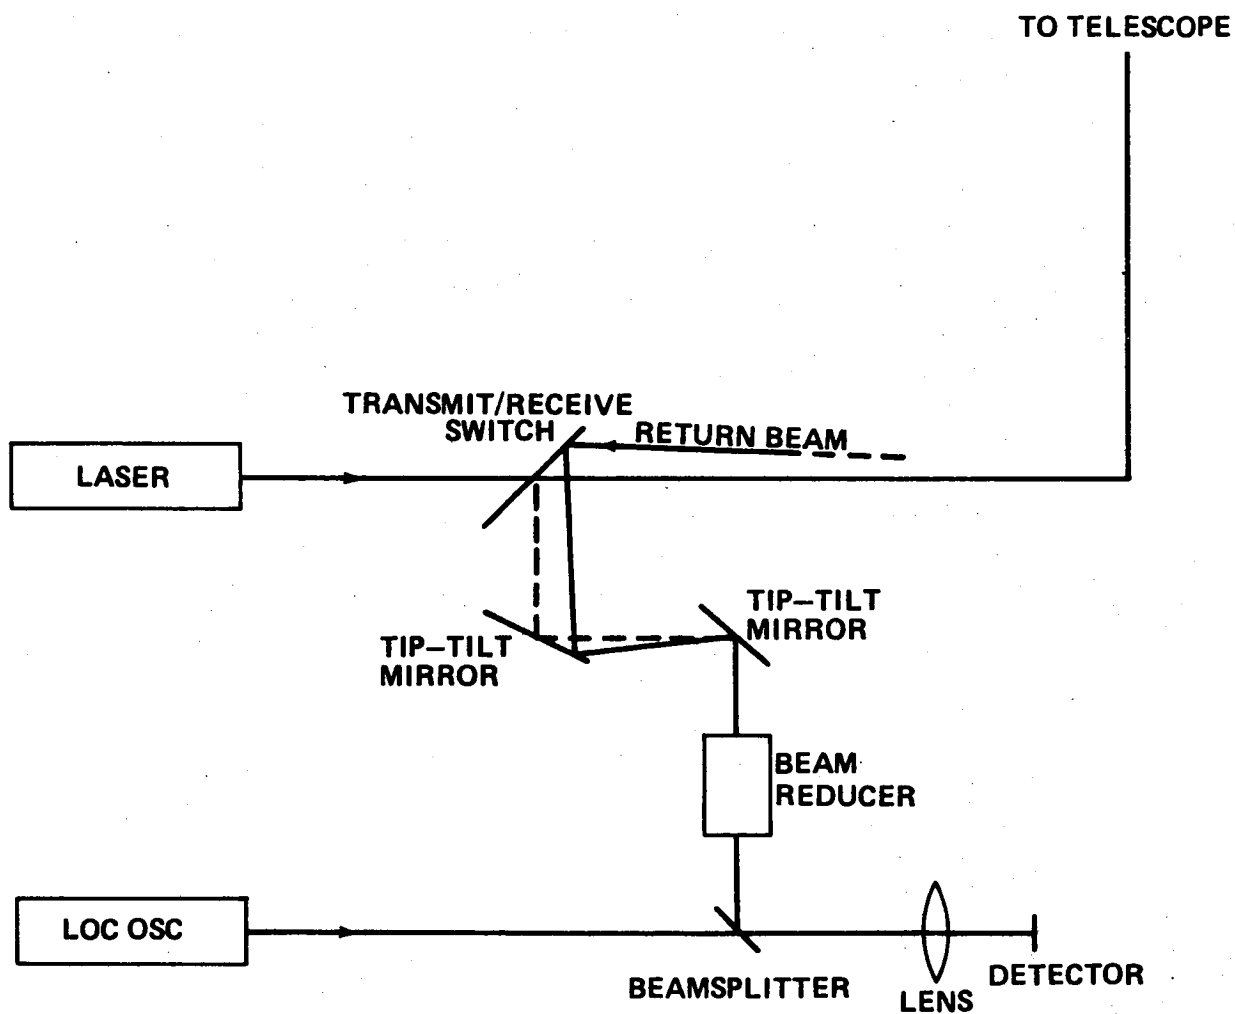 TO TELESCOPE
TRANSMIT/RECEIVE
SWITCH
RETURN BEAM
LASER
TIP–TILT
MIRROR
TIP–TILT
MIRROR
BEAM
REDUCER
LOC OSC
BEAMSPLITTER
LENS
DETECTOR